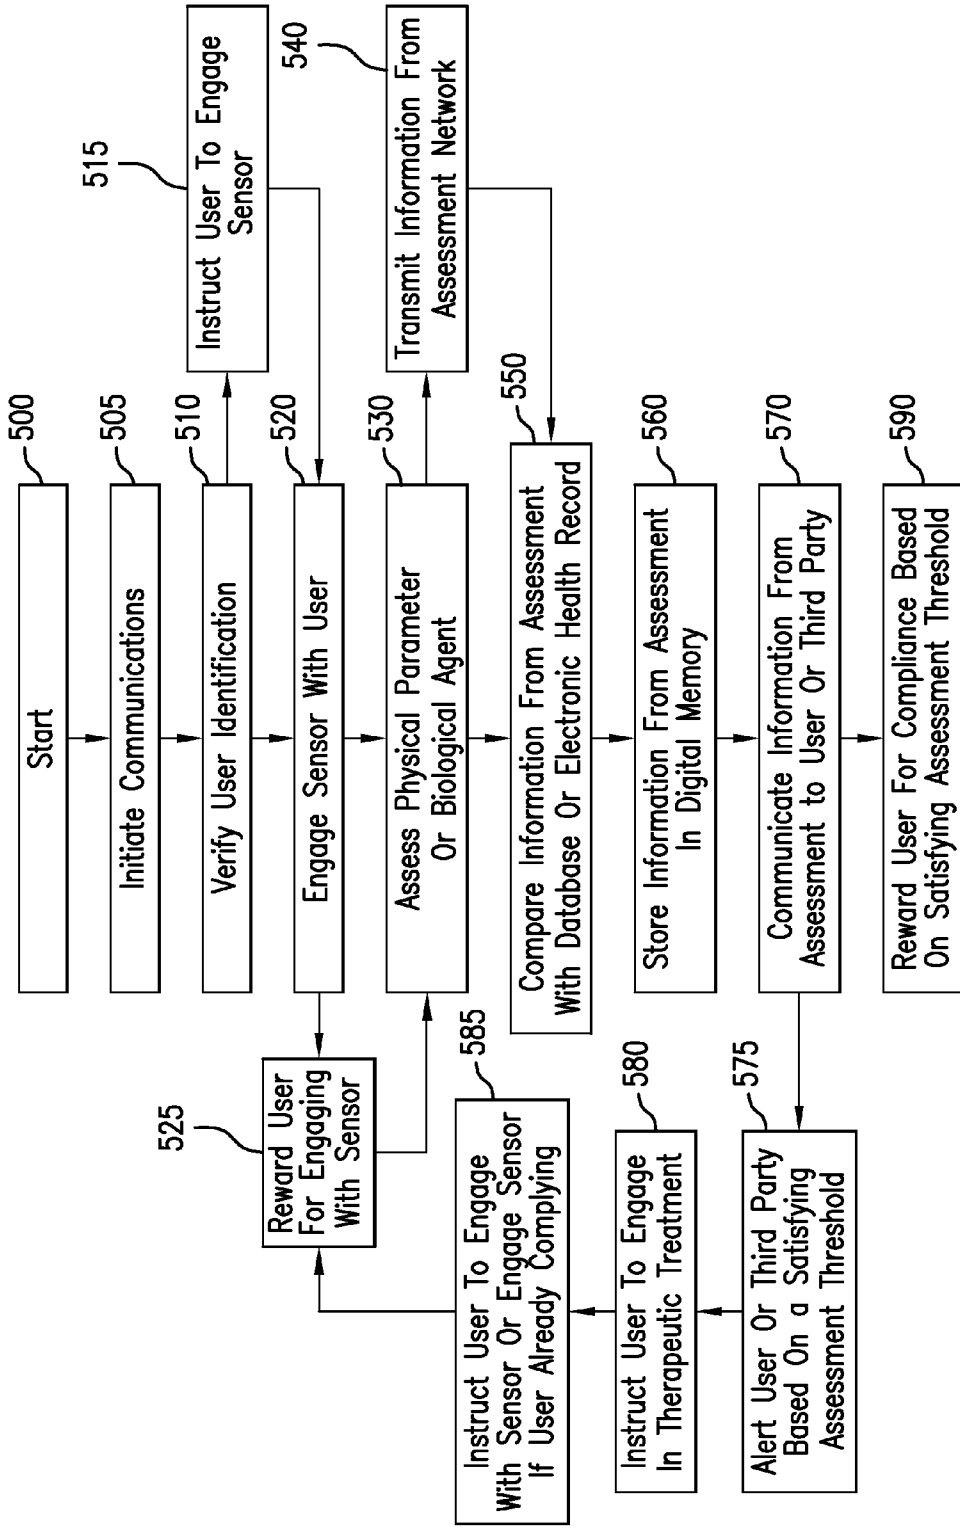 500
Start
505
Initiate Communications
510
Verify User Identification
515
Instruct User To Engage
Sensor
520
Engage Sensor With User
525
Reward User
For Engaging
With Sensor
530
Assess Physical Parameter
Or Biological Agent
540
Transmit Information From
Assessment Network
550
Compare Information From Assessment
With Database Or Electronic Health Record
560
Store Information From Assessment
In Digital Memory
570
Communicate Information From
Assessment to User Or Third Party
575
Alert User Or Third Party
Based On a Satisfying
Assessment Threshold
580
Instruct User To Engage
In Therapeutic Treatment
585
Instruct User To Engage
With Sensor Or Engage Sensor
If User Already Complying
590
Reward User For Compliance Based
On Satisfying Assessment Threshold